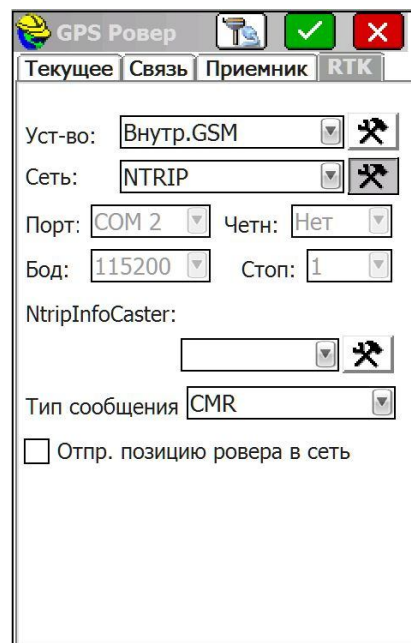 GPS Ровер
Текущее Связь Приемник RTK
Уст-во: Внутр.GSM
Сеть: NTRIP
Порт: COM 2 Четн: Нет
Бод: 115200 Стоп: 1
NtripInfoCaster:
Тип сообщения CMR
Отпр. позицию ровера в сеть